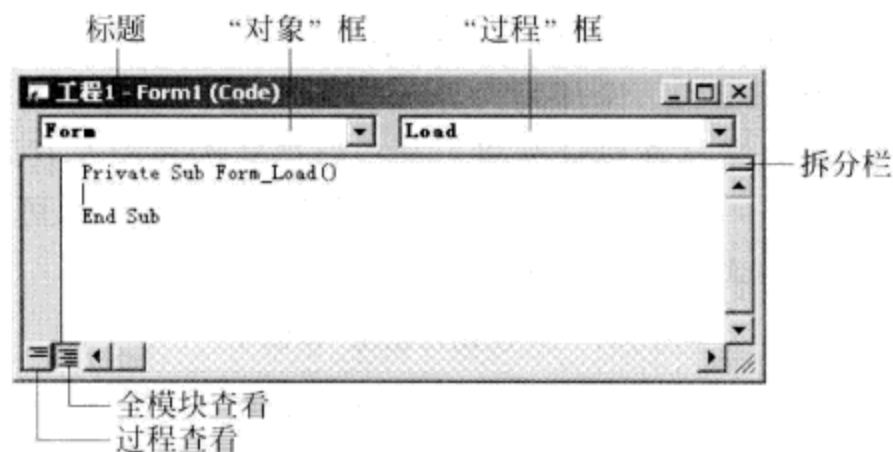 标题 “对象”框 “过程”框
工程1 - Form1 (Code)
Form Load
Private Sub Form_Load()
拆分栏
End Sub
全模块查看
过程查看